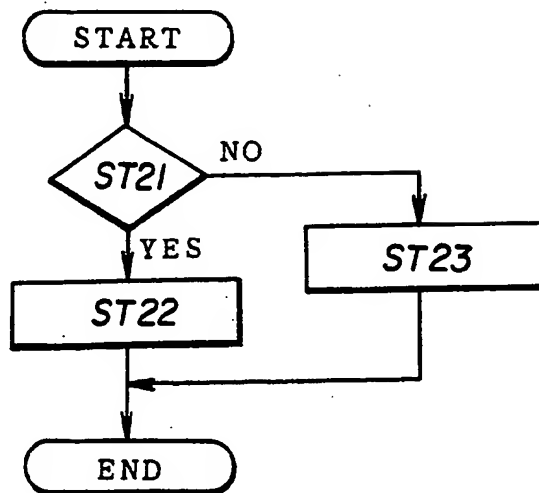 START
ST21
NO
YES
ST23
ST22
END